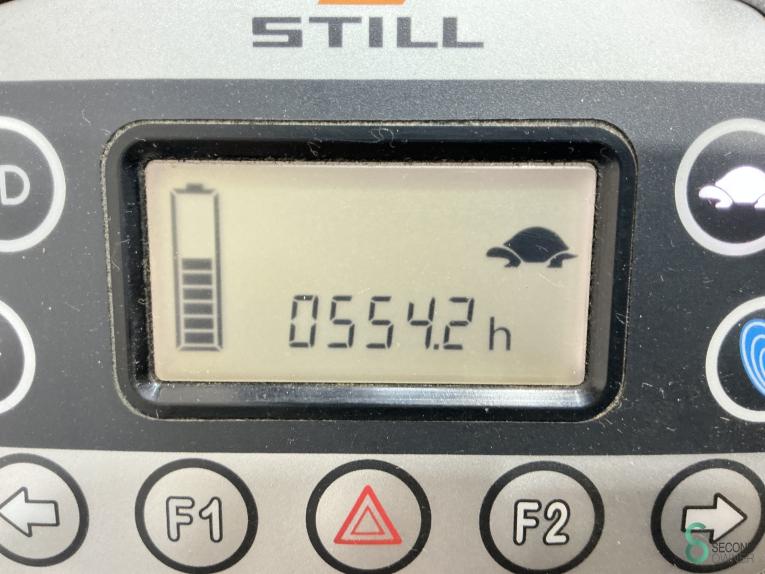 STILL
D
0554.2 h
F1
F2
SECOND
OWNER